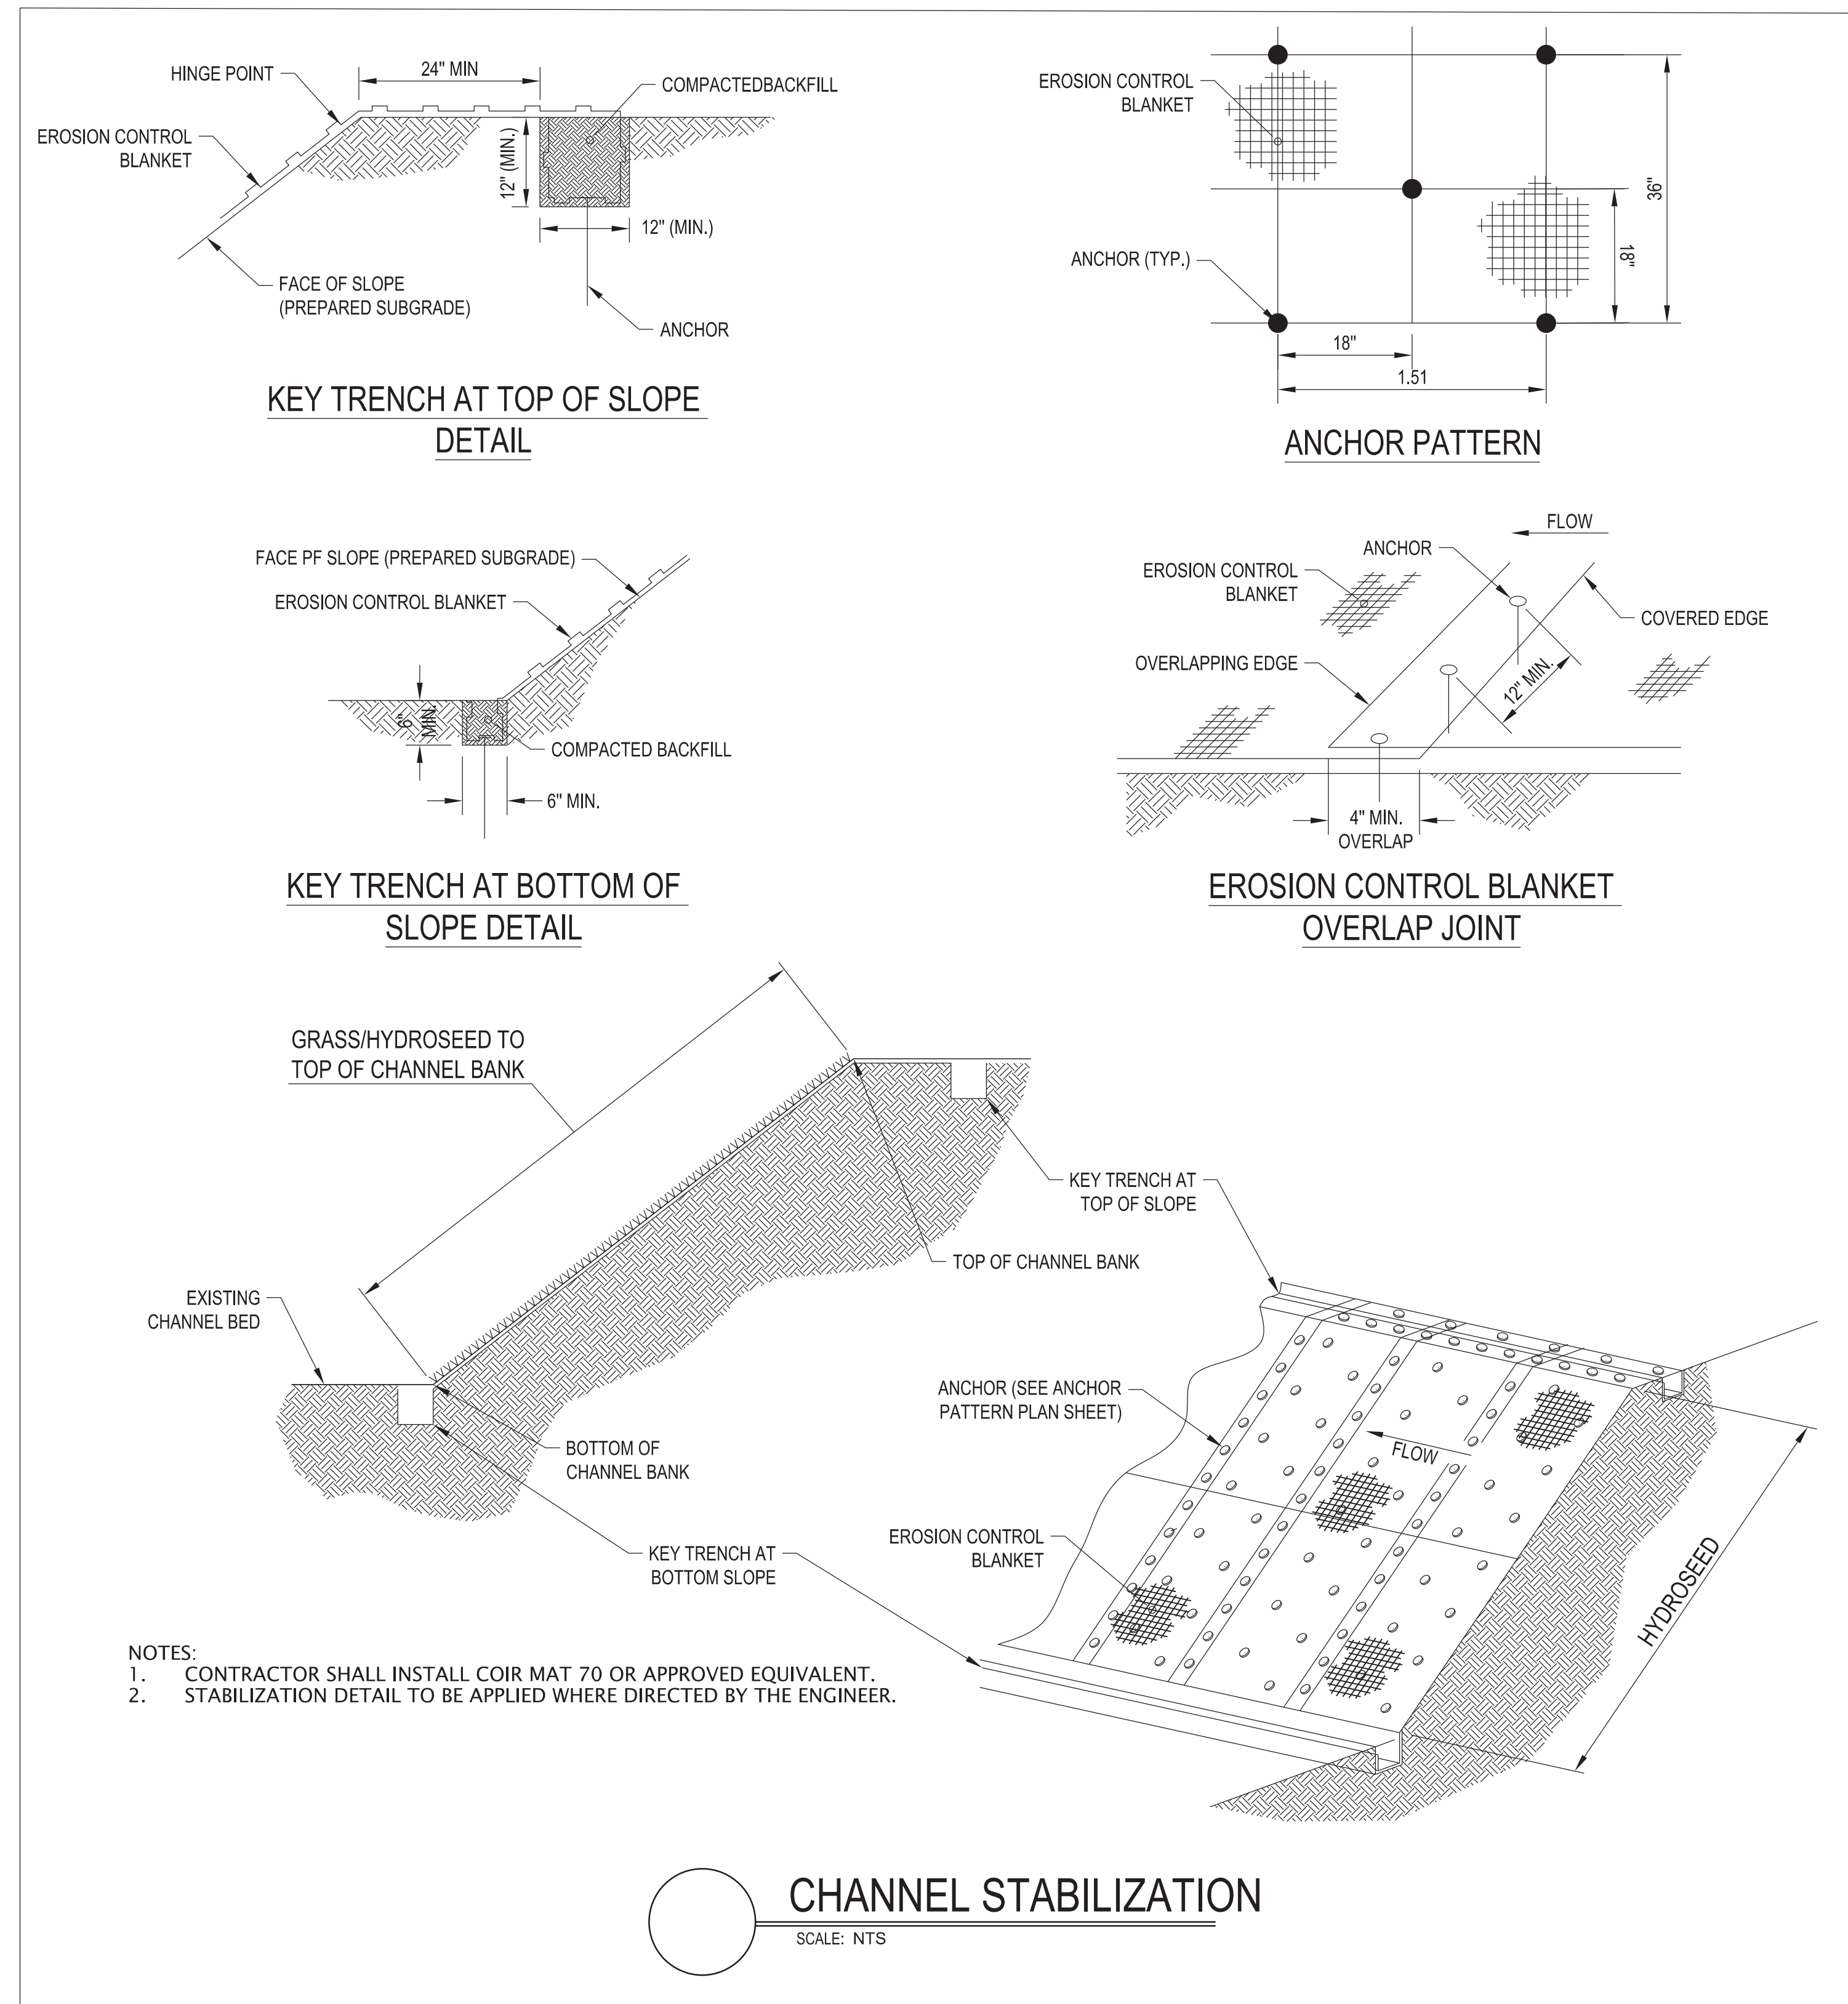 HINGE POINT
24" MIN
COMPACTEDBACKFILL
EROSION CONTROL
BLANKET
12" (MIN.)
12" (MIN.)
FACE OF SLOPE
(PREPARED SUBGRADE)
ANCHOR
KEY TRENCH AT TOP OF SLOPE
DETAIL
EROSION CONTROL
BLANKET
36"
18"
ANCHOR (TYP.)
18"
1.51
ANCHOR PATTERN
FACE PF SLOPE (PREPARED SUBGRADE)
EROSION CONTROL BLANKET
6"
MIN.
COMPACTED BACKFILL
6" MIN.
KEY TRENCH AT BOTTOM OF
SLOPE DETAIL
FLOW
ANCHOR
EROSION CONTROL
BLANKET
COVERED EDGE
OVERLAPPING EDGE
12" MIN.
4" MIN.
OVERLAP
EROSION CONTROL BLANKET
OVERLAP JOINT
GRASS/HYDROSEED TO
TOP OF CHANNEL BANK
KEY TRENCH AT
TOP OF SLOPE
TOP OF CHANNEL BANK
EXISTING
CHANNEL BED
ANCHOR (SEE ANCHOR
PATTERN PLAN SHEET)
FLOW
BOTTOM OF
CHANNEL BANK
EROSION CONTROL
BLANKET
KEY TRENCH AT
BOTTOM SLOPE
HYDROSEED
NOTES:
1. CONTRACTOR SHALL INSTALL COIR MAT 70 OR APPROVED EQUIVALENT.
2. STABILIZATION DETAIL TO BE APPLIED WHERE DIRECTED BY THE ENGINEER.
CHANNEL STABILIZATION
SCALE: NTS